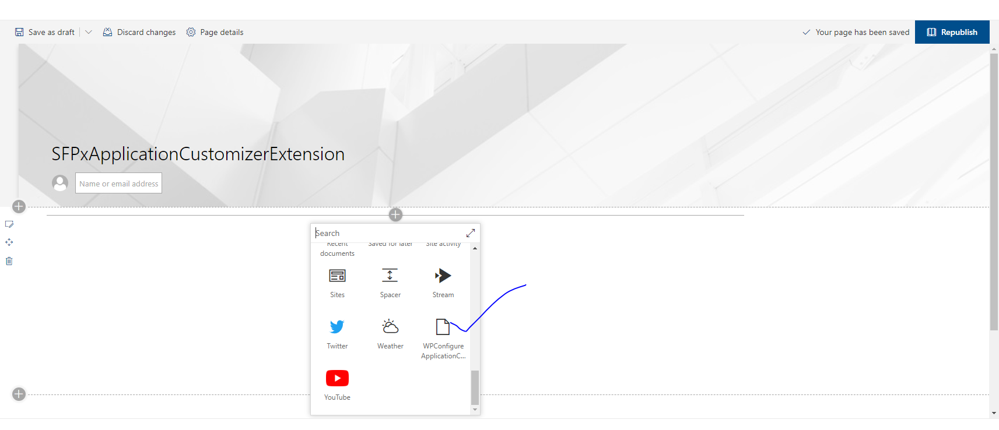 Save as draft
Discard changes
Page details
Your page has been saved
Republish
SFPxApplicationCustomizerExtension
Name or email address
Search
Recent documents
Saved for later
Site activity
Sites
Spacer
Stream
Twitter
Weather
WPConfigure
ApplicationC...
YouTube